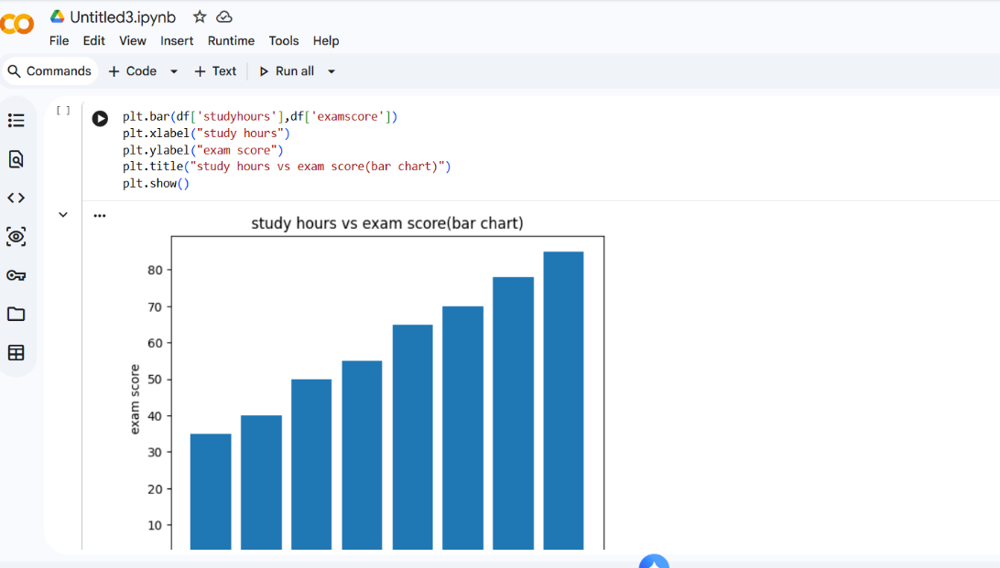 Untitled3.ipynb
File Edit View Insert Runtime Tools Help
Commands + Code + Text Run all
[ ]
plt.bar(df['studyhours'],df['examscore'])
plt.xlabel("study hours")
plt.ylabel("exam score")
plt.title("study hours vs exam score(bar chart)")
plt.show()
study hours vs exam score(bar chart)
80
70
60
50
40
30
20
10
exam score